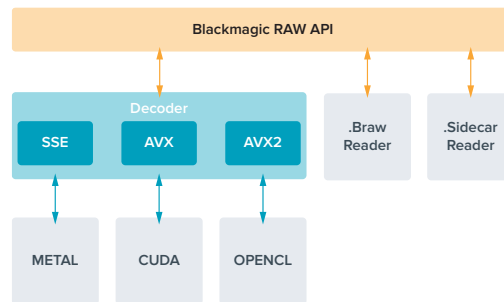 Blackmagic RAW API
Decoder
SSE
AVX
AVX2
.Braw
Reader
.Sidecar
Reader
METAL
CUDA
OPENCL